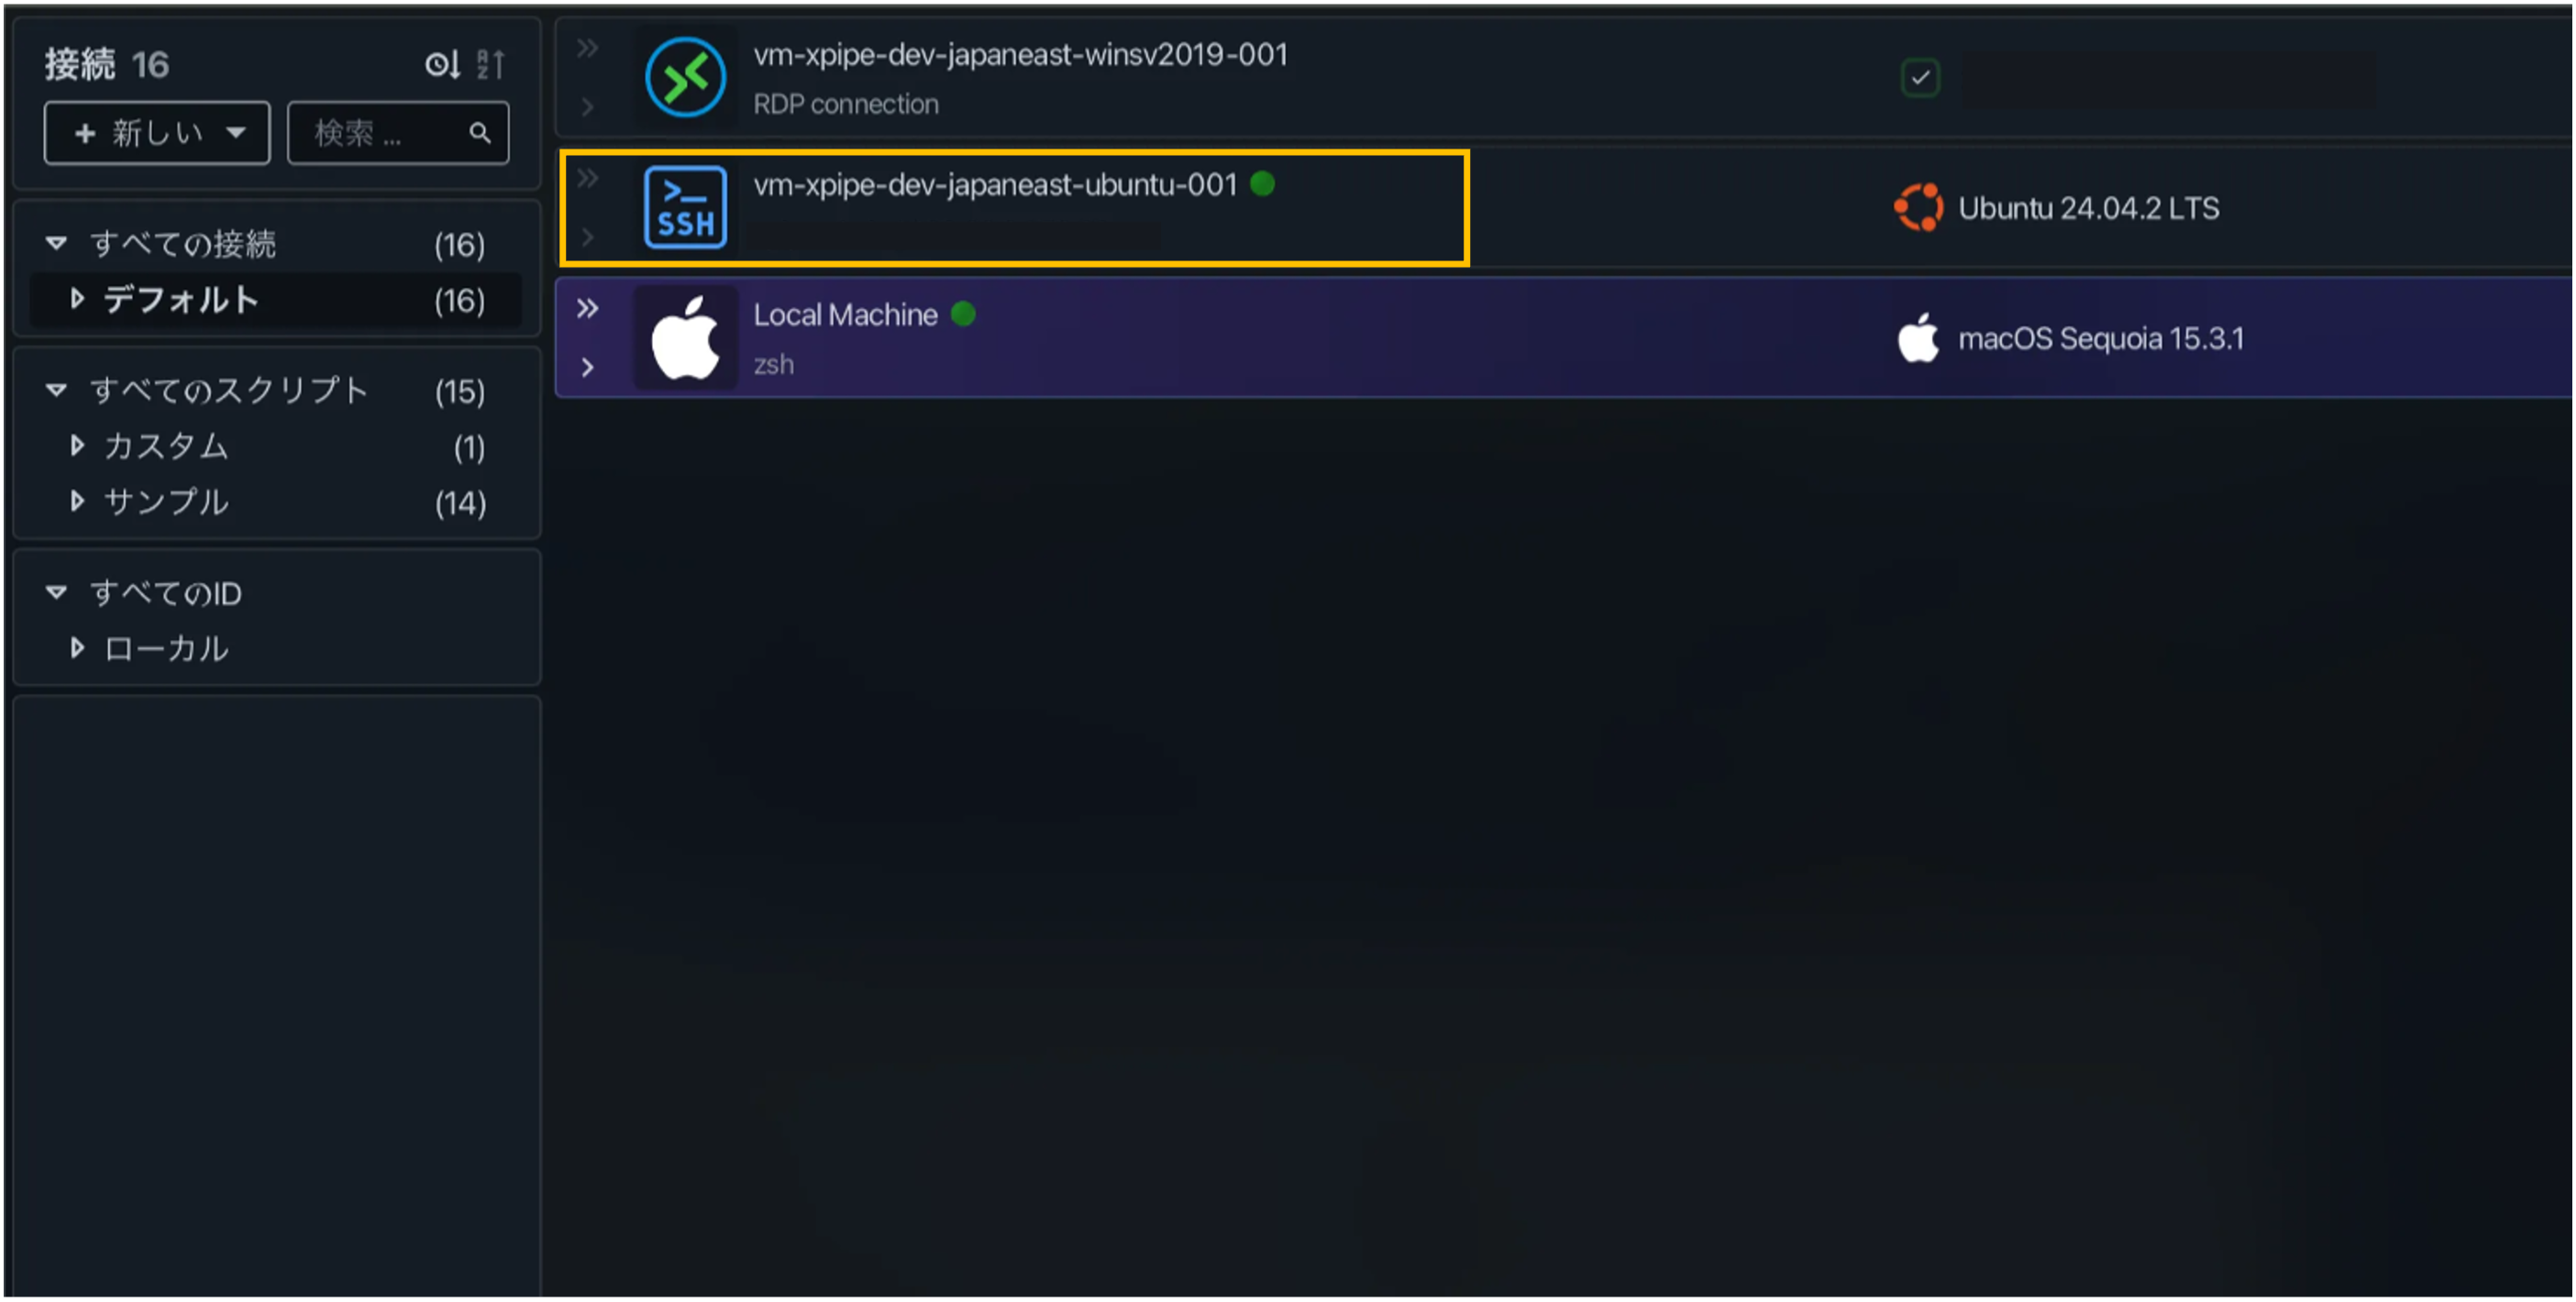 接続 16
+ 新しい
検索 ...
すべての接続 (16)
デフォルト (16)
すべてのスクリプト (15)
カスタム (1)
サンプル (14)
すべてのID
ローカル
vm-xpipe-dev-japaneast-winsv2019-001
RDP connection
>_ SSH
vm-xpipe-dev-japaneast-ubuntu-001
Ubuntu 24.04.2 LTS
Local Machine
zsh
macOS Sequoia 15.3.1